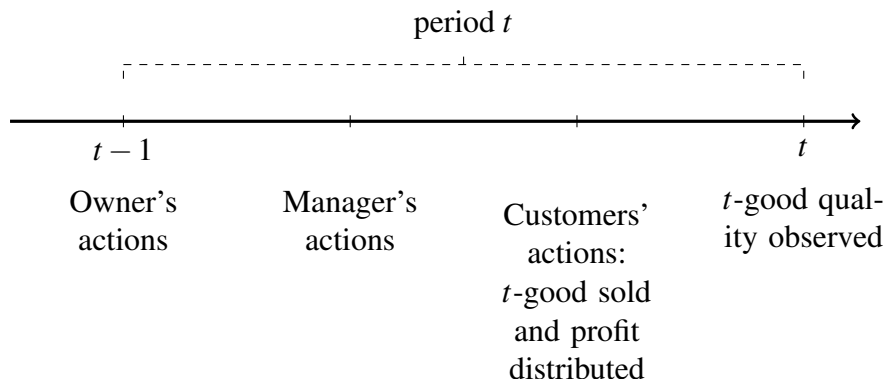 period t
t − 1
t
Owner's
actions
Manager's
actions
Customers'
actions:
t-good sold
and profit
distributed
t-good qual-
ity observed